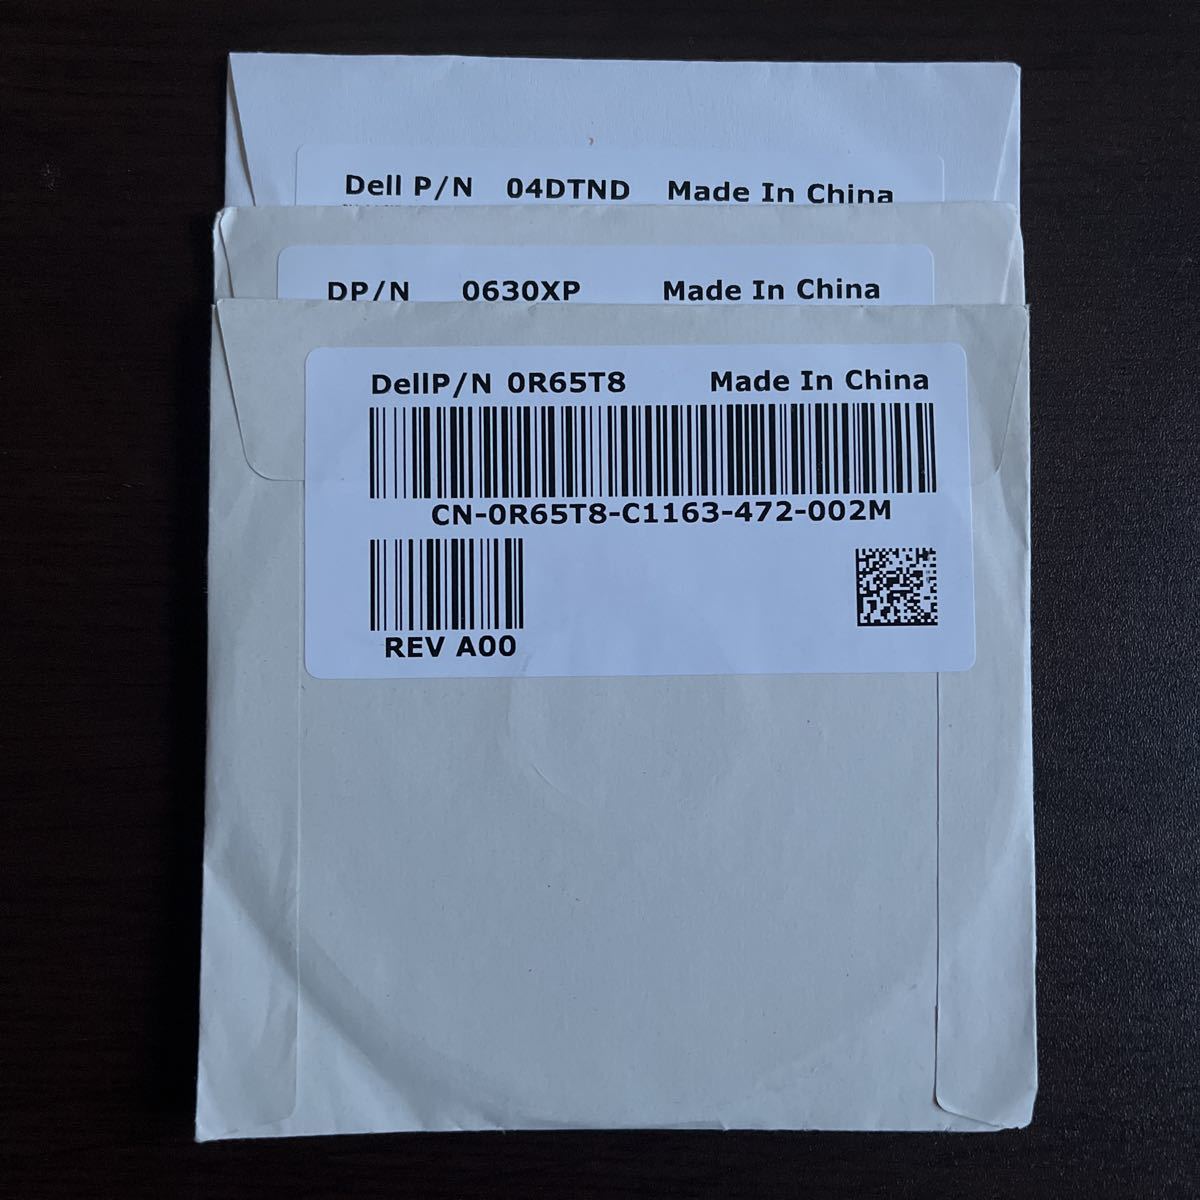 Dell P/N 04DTND Made In China
DP/N 0630XP Made In China
DellP/N 0R65T8 Made In China
CN-0R65T8-C1163-472-002M
REV A00